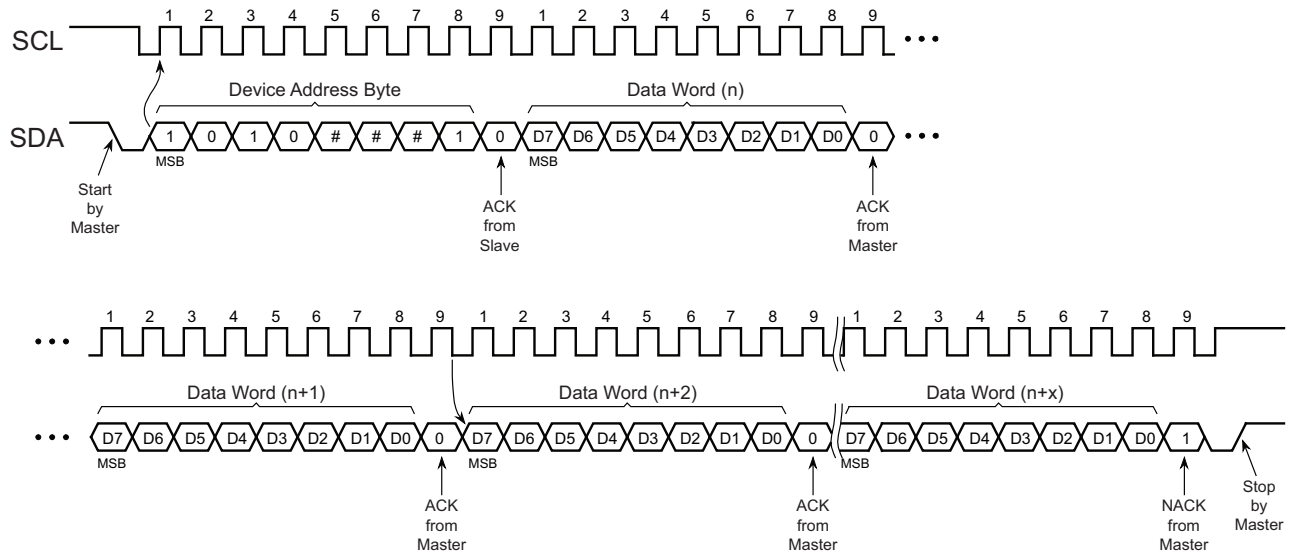 1 2 3 4 5 6 7 8 9 1 2 3 4 5 6 7 8 9
SCL
Device Address Byte Data Word (n)
SDA 1 0 1 0 # # # 1 0 D7 D6 D5 D4 D3 D2 D1 D0 0
MSB MSB
Start
by
Master
ACK
from
Slave
ACK
from
Master
1 2 3 4 5 6 7 8 9 1 2 3 4 5 6 7 8 9 1 2 3 4 5 6 7 8 9
Data Word (n+1) Data Word (n+2) Data Word (n+x)
D7 D6 D5 D4 D3 D2 D1 D0 0 D7 D6 D5 D4 D3 D2 D1 D0 0 D7 D6 D5 D4 D3 D2 D1 D0 1
MSB MSB MSB
ACK
from
Master
ACK
from
Master
NACK
from
Master
Stop
by
Master